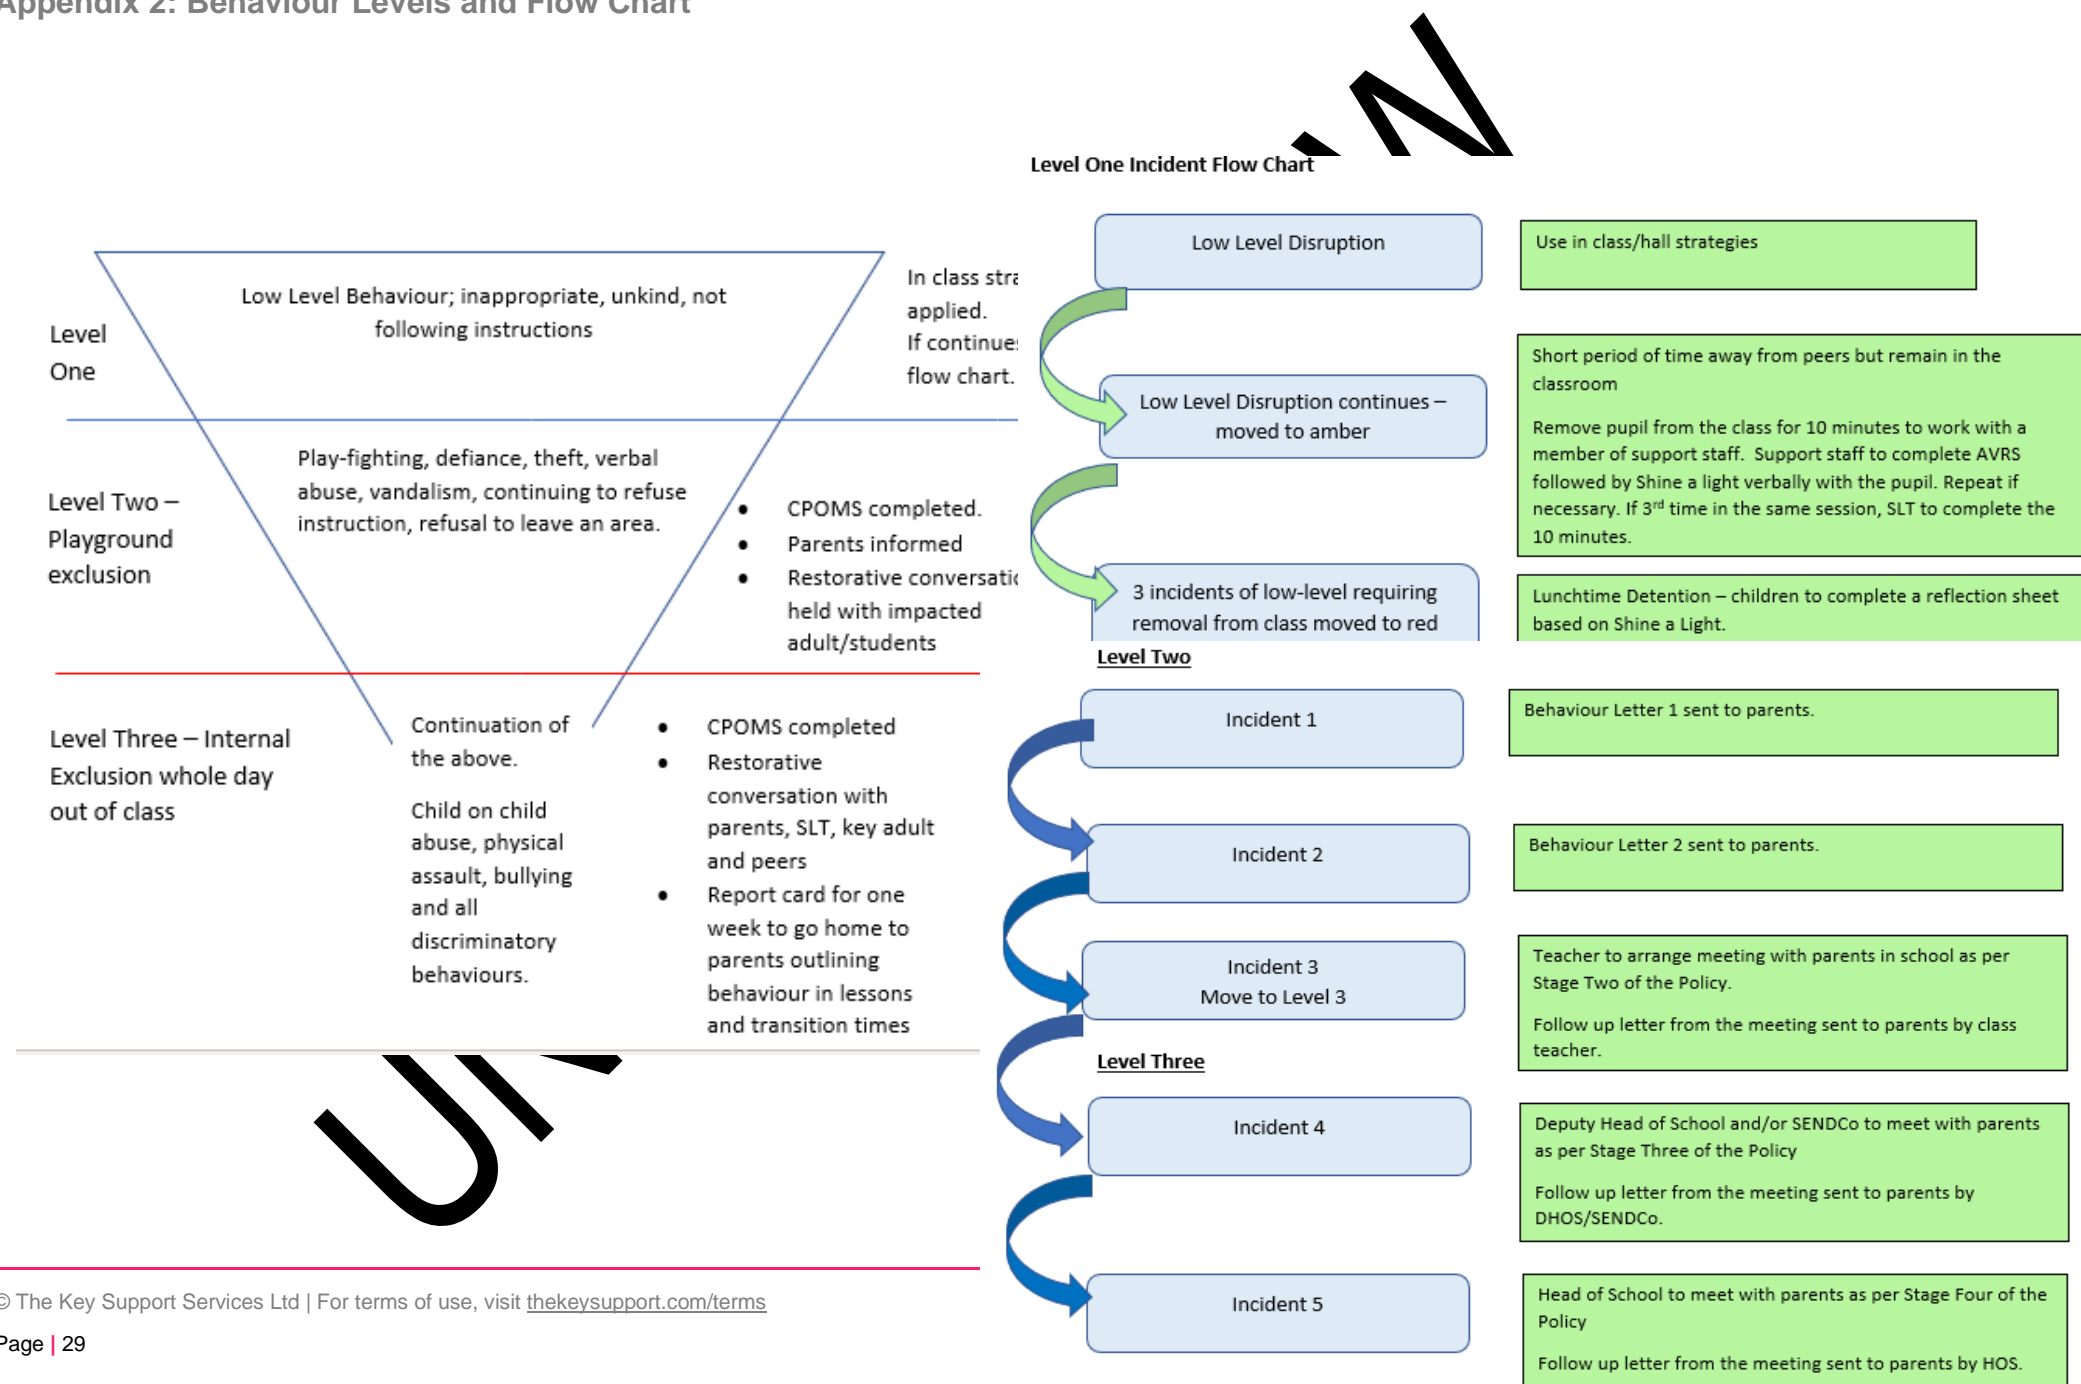 Appendix 2: Behaviour Levels and Flow Chart
Level
One
Low Level Behaviour; inappropriate, unkind, not
following instructions
In class
applied.
If
flow chart.
Level Two –
Playground
exclusion
Play-fighting, defiance, theft, verbal
abuse, vandalism, continuing to refuse
instruction, refusal to leave an area.
• CPOMS completed.
• Parents informed
• Restorative
held with impacted
adult/students
Level Three – Internal
Exclusion whole day
out of class
Continuation of
the above.
Child on child
abuse, physical
assault, bullying
and all
discriminatory
behaviours.
• CPOMS completed
• Restorative
conversation with
parents, SLT, key adult
and peers
• Report card for one
week to go home to
parents outlining
behaviour in lessons
and transition times
Level One Incident Flow Chart
Low Level Disruption
Use in class/hall strategies
Low Level Disruption continues –
moved to amber
Short period of time away from peers but remain in the
classroom
Remove pupil from the class for 10 minutes to work with a
member of support staff.  Support staff to complete AVRS
followed by Shine a light verbally with the pupil. Repeat if
necessary. If 3rd time in the same session, SLT to complete the
10 minutes.
3 incidents of low-level requiring
removal from class moved to red
Lunchtime Detention – children to complete a reflection sheet
based on Shine a Light.
Level Two
Incident 1
Behaviour Letter 1 sent to parents.
Incident 2
Behaviour Letter 2 sent to parents.
Incident 3
Move to Level 3
Teacher to arrange meeting with parents in school as per
Stage Two of the Policy.
Follow up letter from the meeting sent to parents by class
teacher.
Level Three
Incident 4
Deputy Head of School and/or SENDCo to meet with parents
as per Stage Three of the Policy
Follow up letter from the meeting sent to parents by
DHOS/SENDCo.
Incident 5
Head of School to meet with parents as per Stage Four of the
Policy
Follow up letter from the meeting sent to parents by HOS.
© The Key Support Services Ltd | For terms of use, visit thekeysupport.com/terms
Page | 29